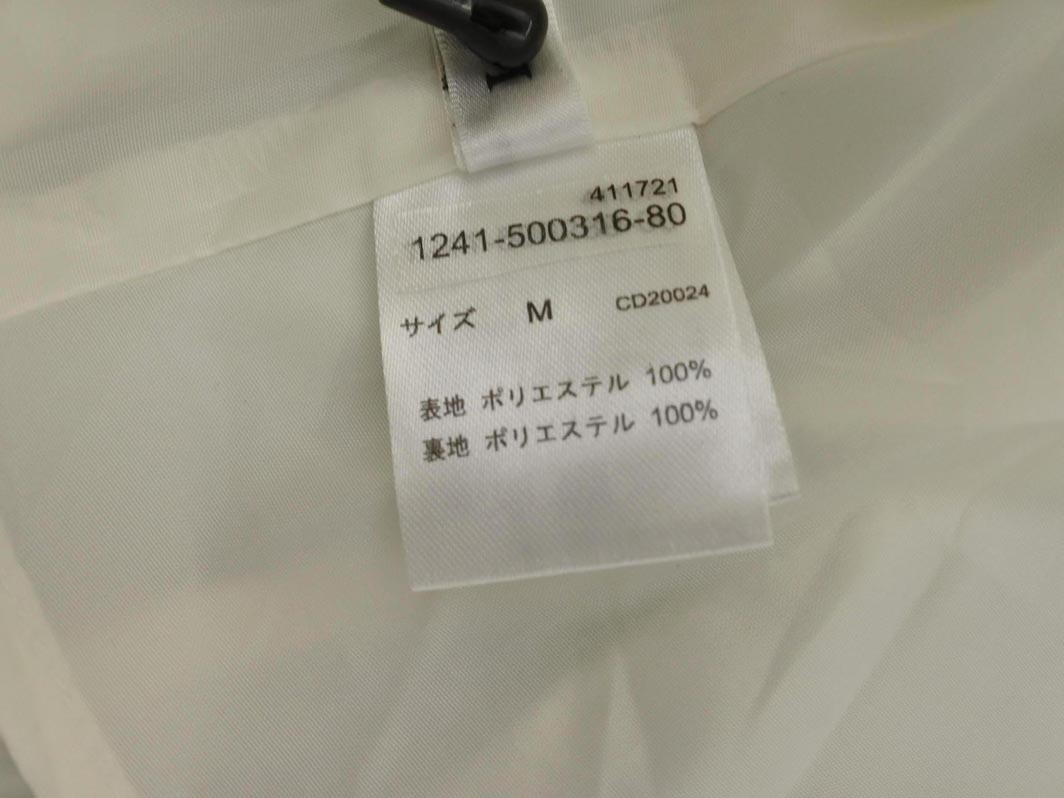 411721
1241-500316-80
サイズ M CD20024
表地 ポリエステル 100%
裏地 ポリエステル 100%